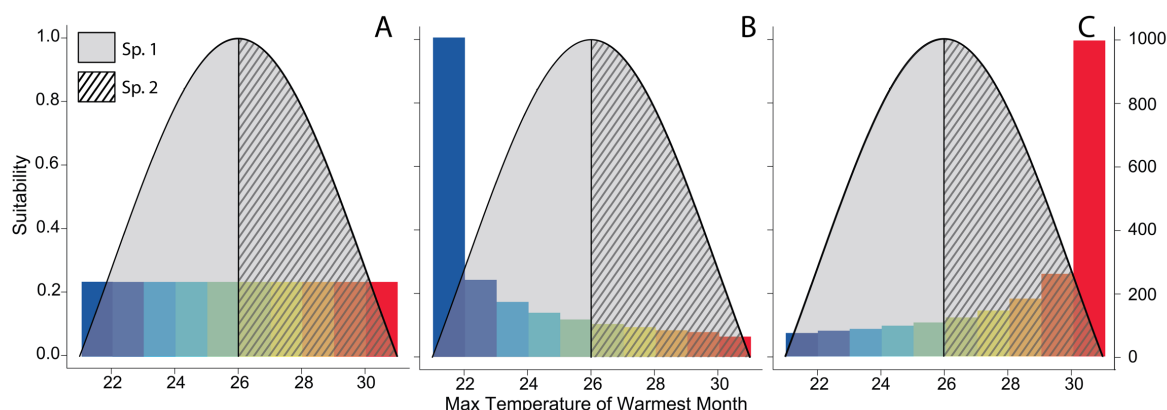 A
B
C
Sp. 1
Sp. 2
Suitability
1.0
0.8
0.6
0.4
0.2
0.0
1000
800
600
400
200
0
22 24 26 28 30
22 24 26 28 30
22 24 26 28 30
Max Temperature of Warmest Month